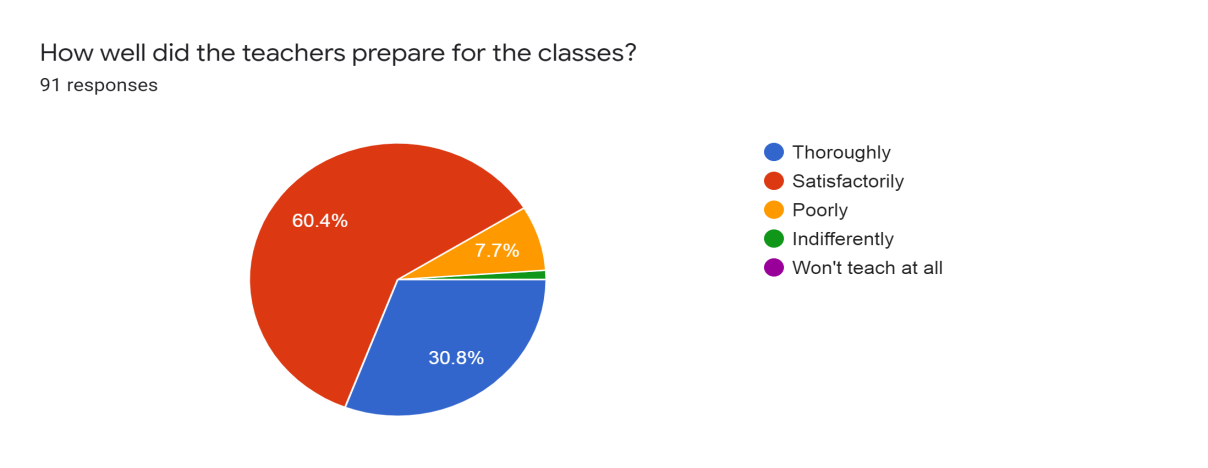 How well did the teachers prepare for the classes?
91 responses
60.4%
7.7%
30.8%
Thoroughly
Satisfactorily
Poorly
Indifferently
Won't teach at all